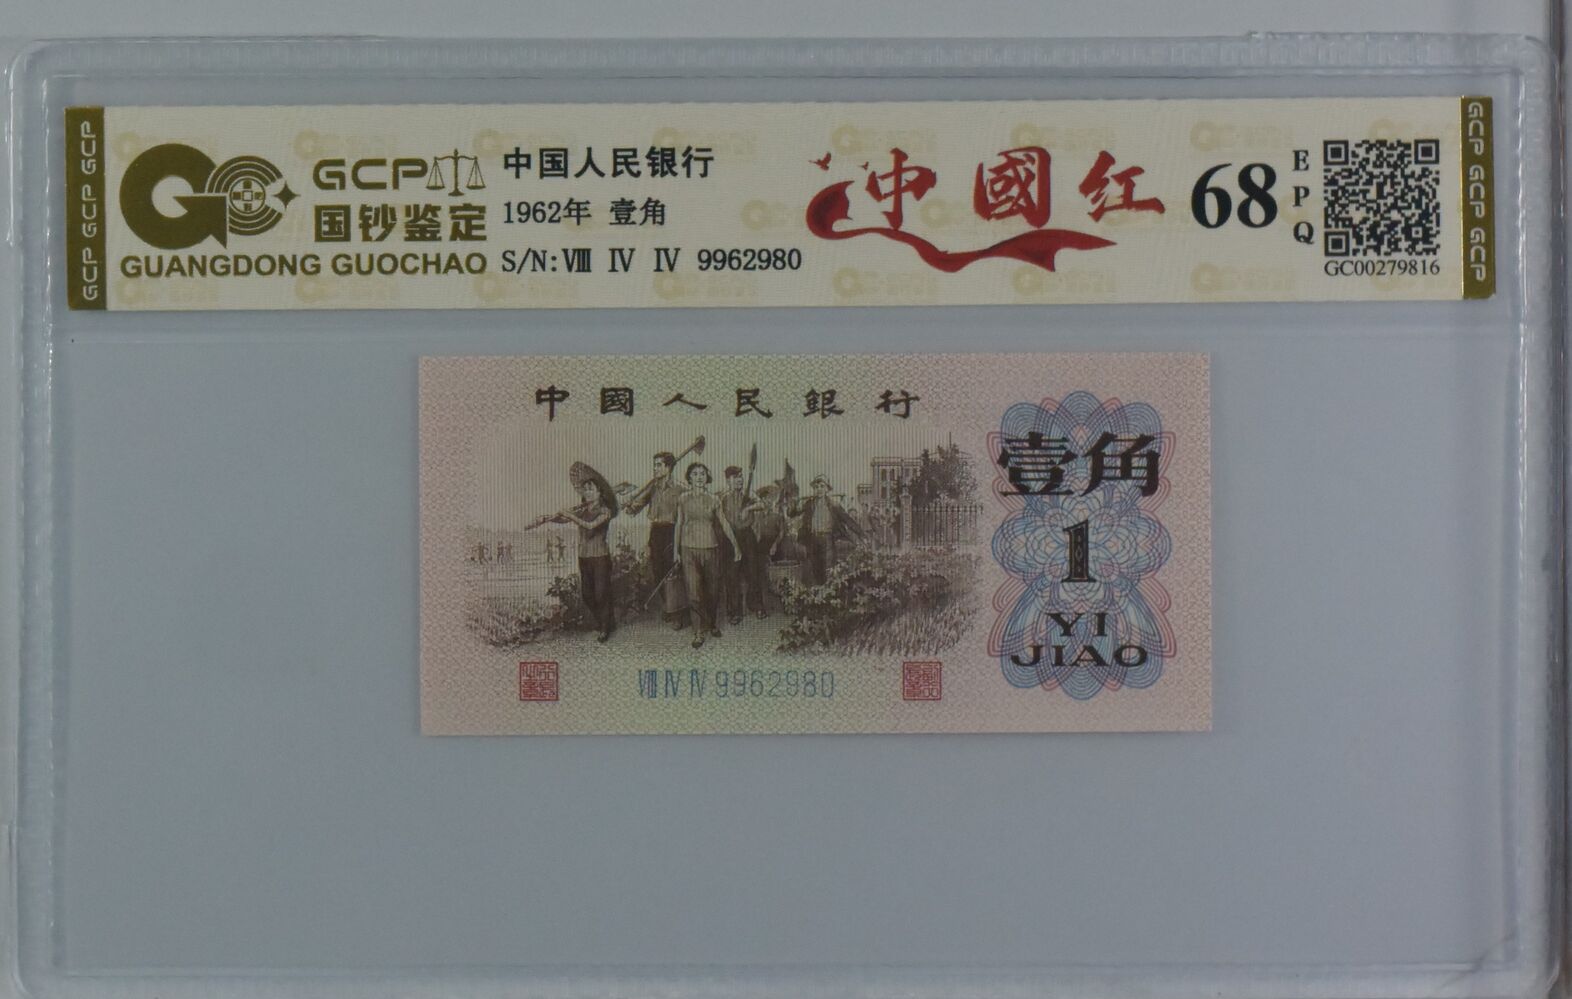 GCP GCP GCP
GCP
国钞鉴定
GUANGDONG GUOCHAO
中国人民银行
1962年 壹角
S/N:Ⅷ Ⅳ Ⅳ 9962980
中國红
68
EPQ
GC00279816
GCP GCP GCP
中國人民銀行
壹角
1
YI
JIAO
Ⅷ Ⅳ Ⅳ 9962980